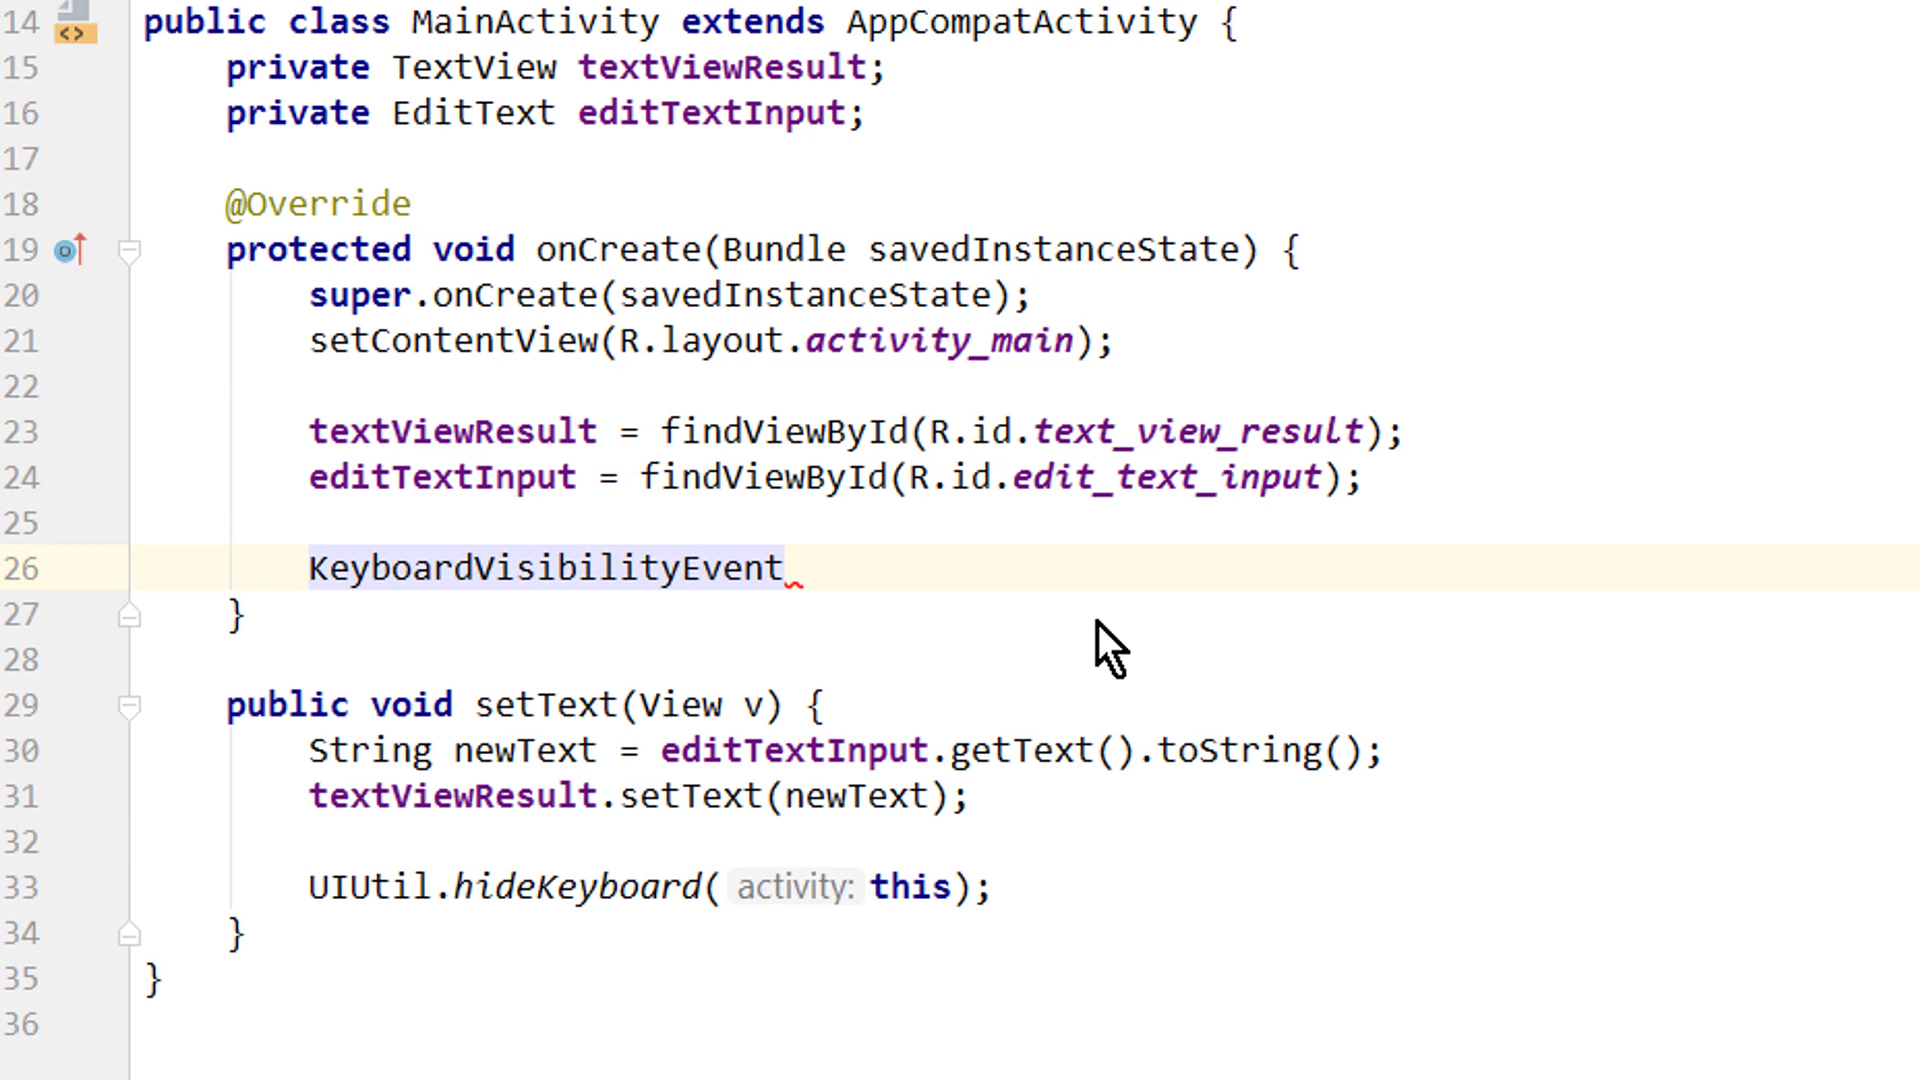 14 public class MainActivity extends AppCompatActivity {
15 private TextView textViewResult;
16 private EditText editTextInput;
17
18 @Override
19 protected void onCreate(Bundle savedInstanceState) {
20 super.onCreate(savedInstanceState);
21 setContentView(R.layout.activity_main);
22
23 textViewResult = findViewById(R.id.text_view_result);
24 editTextInput = findViewById(R.id.edit_text_input);
25
26 KeyboardVisibilityEvent
27 }
28
29 public void setText(View v) {
30 String newText = editTextInput.getText().toString();
31 textViewResult.setText(newText);
32
33 UIUtil.hideKeyboard( activity: this);
34 }
35 }
36